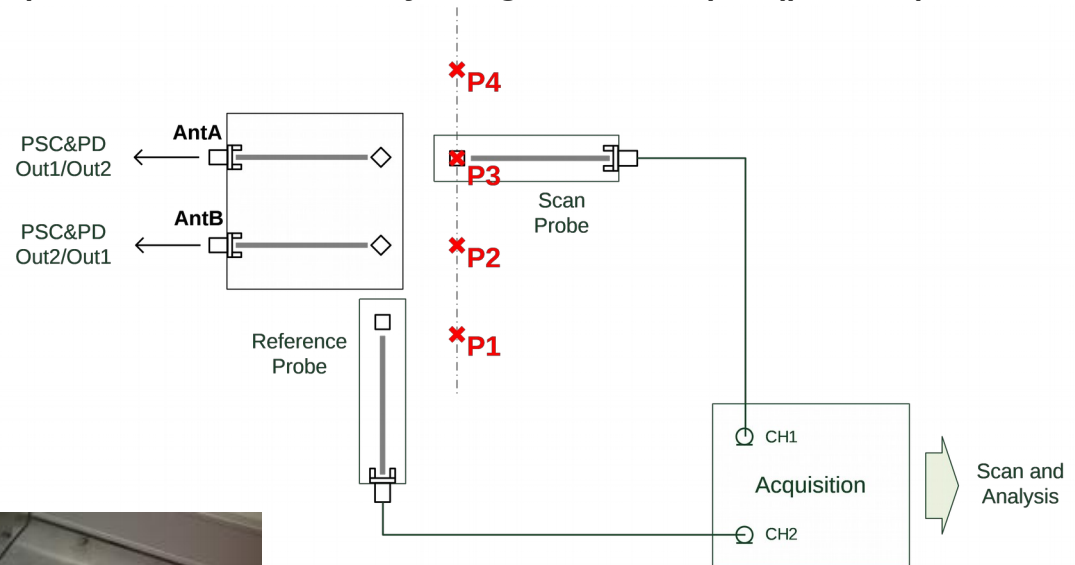 P4
AntA
PSC&PD
Out1/Out2
P3
Scan
Probe
AntB
PSC&PD
Out2/Out1
P2
P1
Reference
Probe
CH1
Acquisition
Scan and
Analysis
CH2